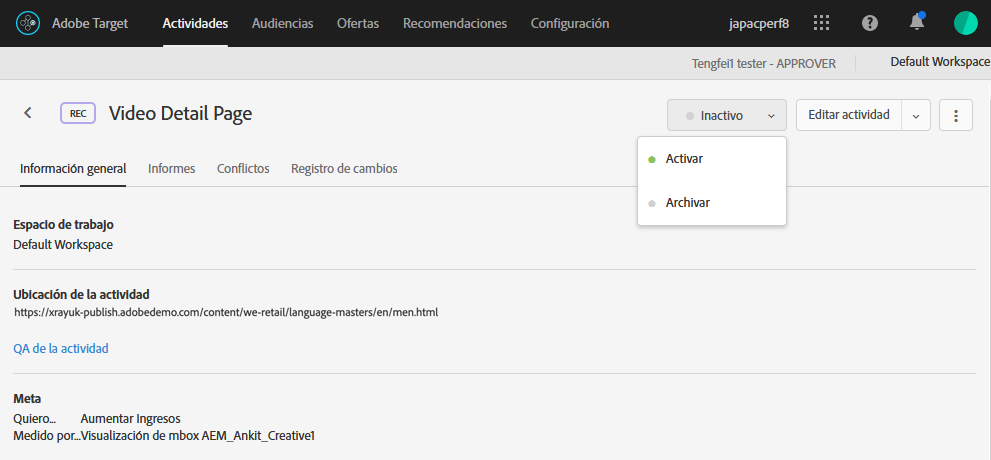 Adobe Target Actividades Audiencias Ofertas Recomendaciones Configuración japacperf8
Tengfei1 tester - APPROVER Default Workspace
REC Video Detail Page Inactivo Editar actividad
Activar
Archivar
Información general Informes Conflictos Registro de cambios
Espacio de trabajo
Default Workspace
Ubicación de la actividad
https://xrayuk-publish.adobedemo.com/content/we-retail/language-masters/en/men.html
QA de la actividad
Meta
Quiero... Aumentar Ingresos
Medido por...Visualización de mbox AEM_Ankit_Creative1